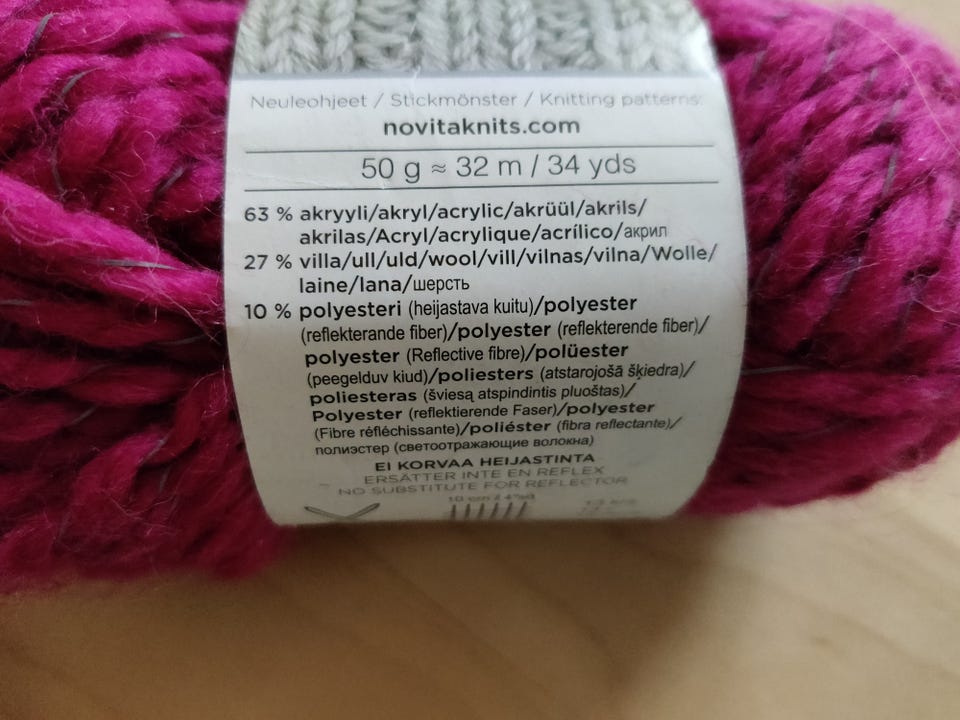 Neuleohjeet / Stickmönster / Knitting patterns:
novitaknits.com
50 g ≈ 32 m / 34 yds
63 % akryyli/akryl/acrylic/akrüül/akrils/
akrilas/Acryl/acrylique/acrílico/акрил
27 % villa/ull/uld/wool/vill/vilnas/vilna/Wolle/
laine/lana/шерсть
10 % polyesteri (heijastava kuitu)/polyester
(reflekterande fiber)/polyester (reflekterende fiber)/
polyester (Reflective fibre)/polüester
(peegelduv kiud)/poliesters (atstarojošā šķiedra)/
poliesteras (šviesą atspindintis pluoštas)/
Polyester (reflektierende Faser)/polyester
(Fibre réfléchissante)/poliéster (fibra reflectante)/
полиэстер (светоотражающие волокна)
EI KORVAA HEIJASTINTA
ERSÄTTER INTE EN REFLEX
NO SUBSTITUTE FOR REFLECTOR
10 cm / 4"